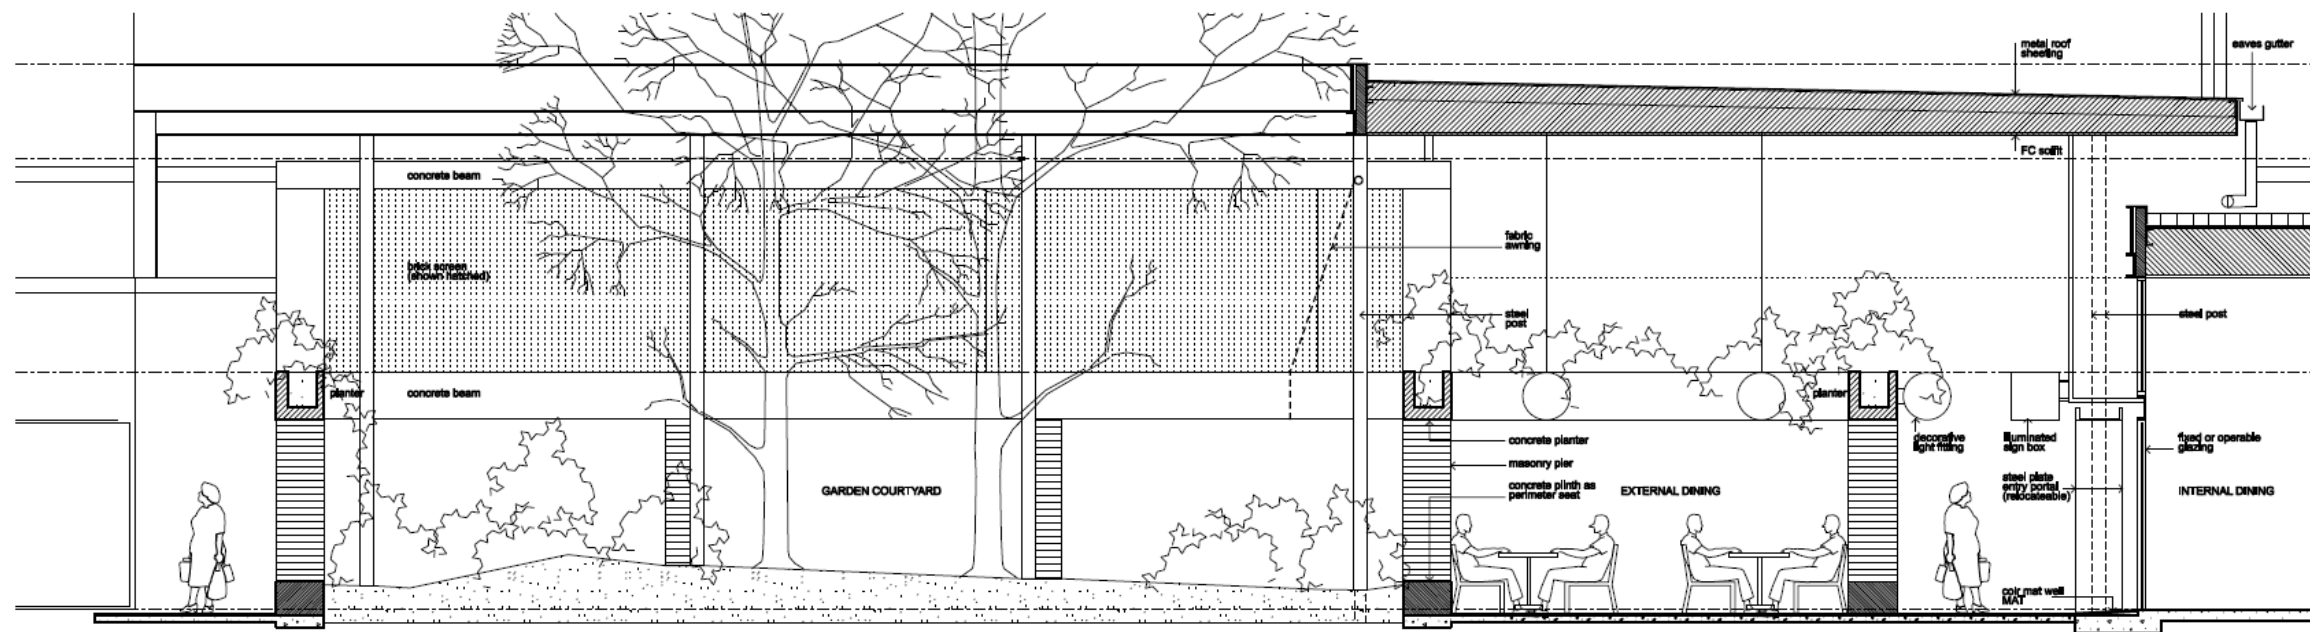 metal roof
sheeting
eaves gutter
FC soffit
concrete beam
fabric
awning
brick screen
(shown hatched)
steel
post
steel post
planter
concrete beam
planter
concrete planter
masonry pier
concrete plinth as
perimeter seat
decorative
light fitting
illuminated
sign box
fixed or operable
glazing
steel plate
entry portal
(relocateable)
GARDEN COURTYARD
EXTERNAL DINING
INTERNAL DINING
coir mat well
MAT